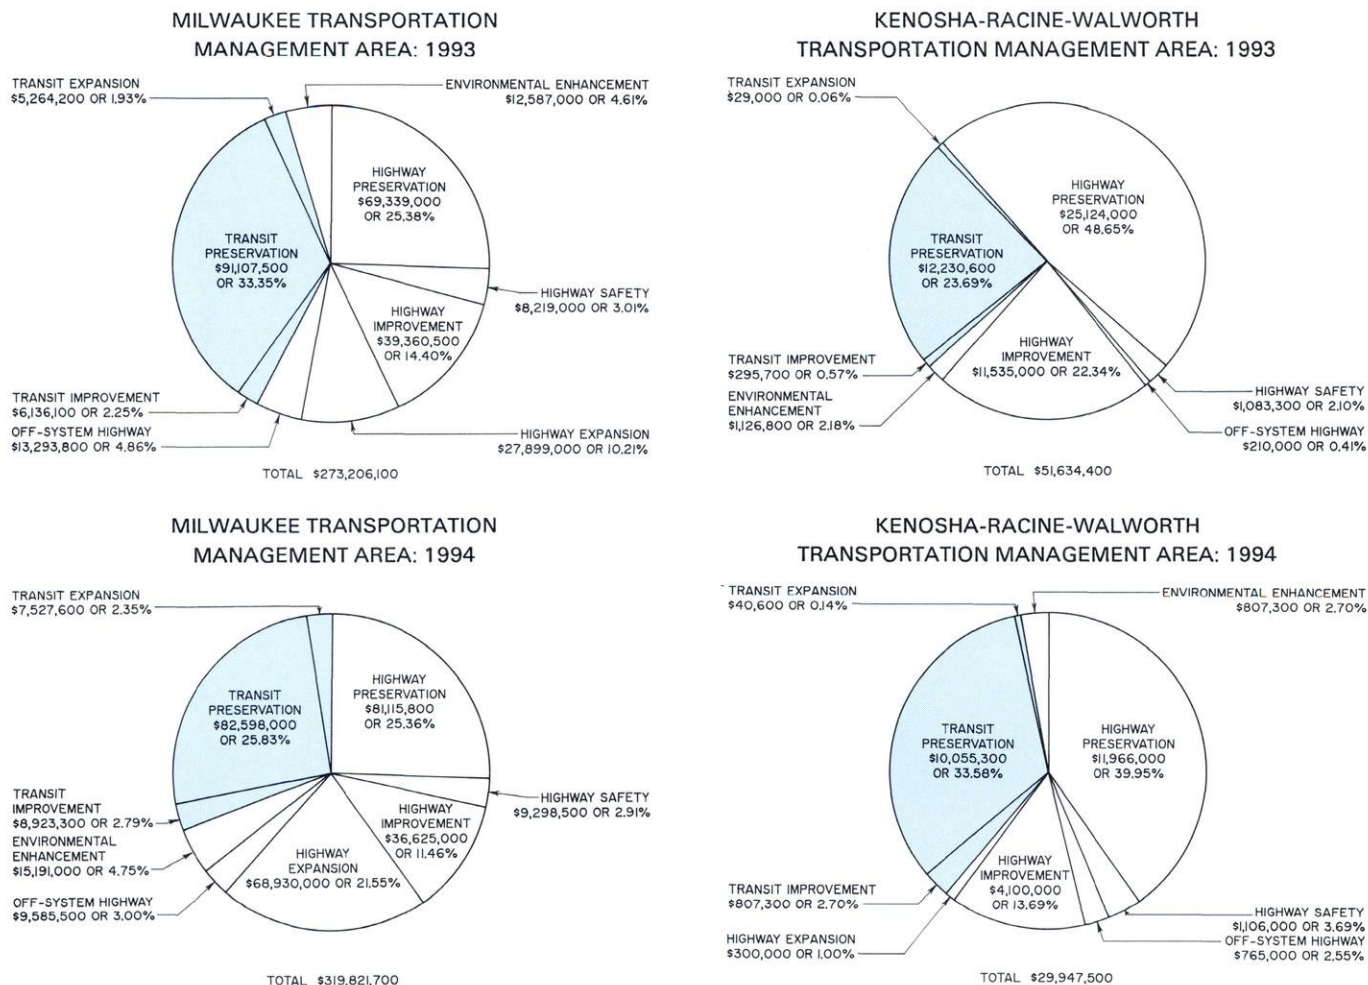 MILWAUKEE TRANSPORTATION
MANAGEMENT AREA: 1993
TRANSIT EXPANSION
$5,264,200 OR 1.93%
ENVIRONMENTAL ENHANCEMENT
$12,587,000 OR 4.61%
HIGHWAY
PRESERVATION
$69,339,000
OR 25.38%
TRANSIT
PRESERVATION
$91,107,500
OR 33.35%
HIGHWAY SAFETY
$8,219,000 OR 3.01%
HIGHWAY
IMPROVEMENT
$39,360,500
OR 14.40%
TRANSIT IMPROVEMENT
$6,136,100 OR 2.25%
OFF-SYSTEM HIGHWAY
$13,293,800 OR 4.86%
HIGHWAY EXPANSION
$27,899,000 OR 10.21%
TOTAL $273,206,100
KENOSHA-RACINE-WALWORTH
TRANSPORTATION MANAGEMENT AREA: 1993
TRANSIT EXPANSION
$29,000 OR 0.06%
HIGHWAY
PRESERVATION
$25,124,000
OR 48.65%
TRANSIT
PRESERVATION
$12,230,600
OR 23.69%
TRANSIT IMPROVEMENT
$295,700 OR 0.57%
ENVIRONMENTAL
ENHANCEMENT
$1,126,800 OR 2.18%
HIGHWAY
IMPROVEMENT
$11,535,000 OR 22.34%
HIGHWAY SAFETY
$1,083,300 OR 2.10%
OFF-SYSTEM HIGHWAY
$210,000 OR 0.41%
TOTAL $51,634,400
MILWAUKEE TRANSPORTATION
MANAGEMENT AREA: 1994
TRANSIT EXPANSION
$7,527,600 OR 2.35%
HIGHWAY
PRESERVATION
$81,115,800
OR 25.36%
TRANSIT
PRESERVATION
$82,598,000
OR 25.83%
TRANSIT
IMPROVEMENT
$8,923,300 OR 2.79%
ENVIRONMENTAL
ENHANCEMENT
$15,191,000 OR 4.75%
OFF-SYSTEM HIGHWAY
$9,585,500 OR 3.00%
HIGHWAY
EXPANSION
$68,930,000 OR 21.55%
HIGHWAY
IMPROVEMENT
$36,625,000
OR 11.46%
HIGHWAY SAFETY
$9,298,500 OR 2.91%
TOTAL $319,821,700
KENOSHA-RACINE-WALWORTH
TRANSPORTATION MANAGEMENT AREA: 1994
TRANSIT EXPANSION
$40,600 OR 0.14%
ENVIRONMENTAL ENHANCEMENT
$807,300 OR 2.70%
TRANSIT
PRESERVATION
$10,055,300
OR 33.58%
HIGHWAY
PRESERVATION
$11,966,000
OR 39.95%
TRANSIT IMPROVEMENT
$807,300 OR 2.70%
HIGHWAY EXPANSION
$300,000 OR 1.00%
HIGHWAY
IMPROVEMENT
$4,100,000
OR 13.69%
HIGHWAY SAFETY
$1,106,000 OR 3.69%
OFF-SYSTEM HIGHWAY
$765,000 OR 2.55%
TOTAL $29,947,500